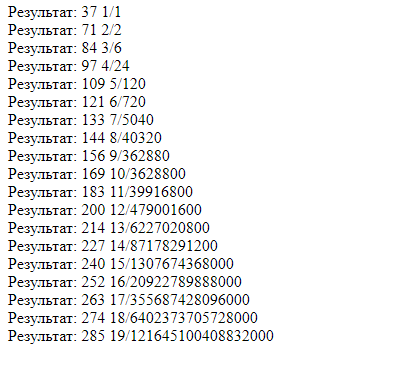 Результат: 37 1/1
Результат: 71 2/2
Результат: 84 3/6
Результат: 97 4/24
Результат: 109 5/120
Результат: 121 6/720
Результат: 133 7/5040
Результат: 144 8/40320
Результат: 156 9/362880
Результат: 169 10/3628800
Результат: 183 11/39916800
Результат: 200 12/479001600
Результат: 214 13/6227020800
Результат: 227 14/87178291200
Результат: 240 15/1307674368000
Результат: 252 16/20922789888000
Результат: 263 17/355687428096000
Результат: 274 18/6402373705728000
Результат: 285 19/121645100408832000